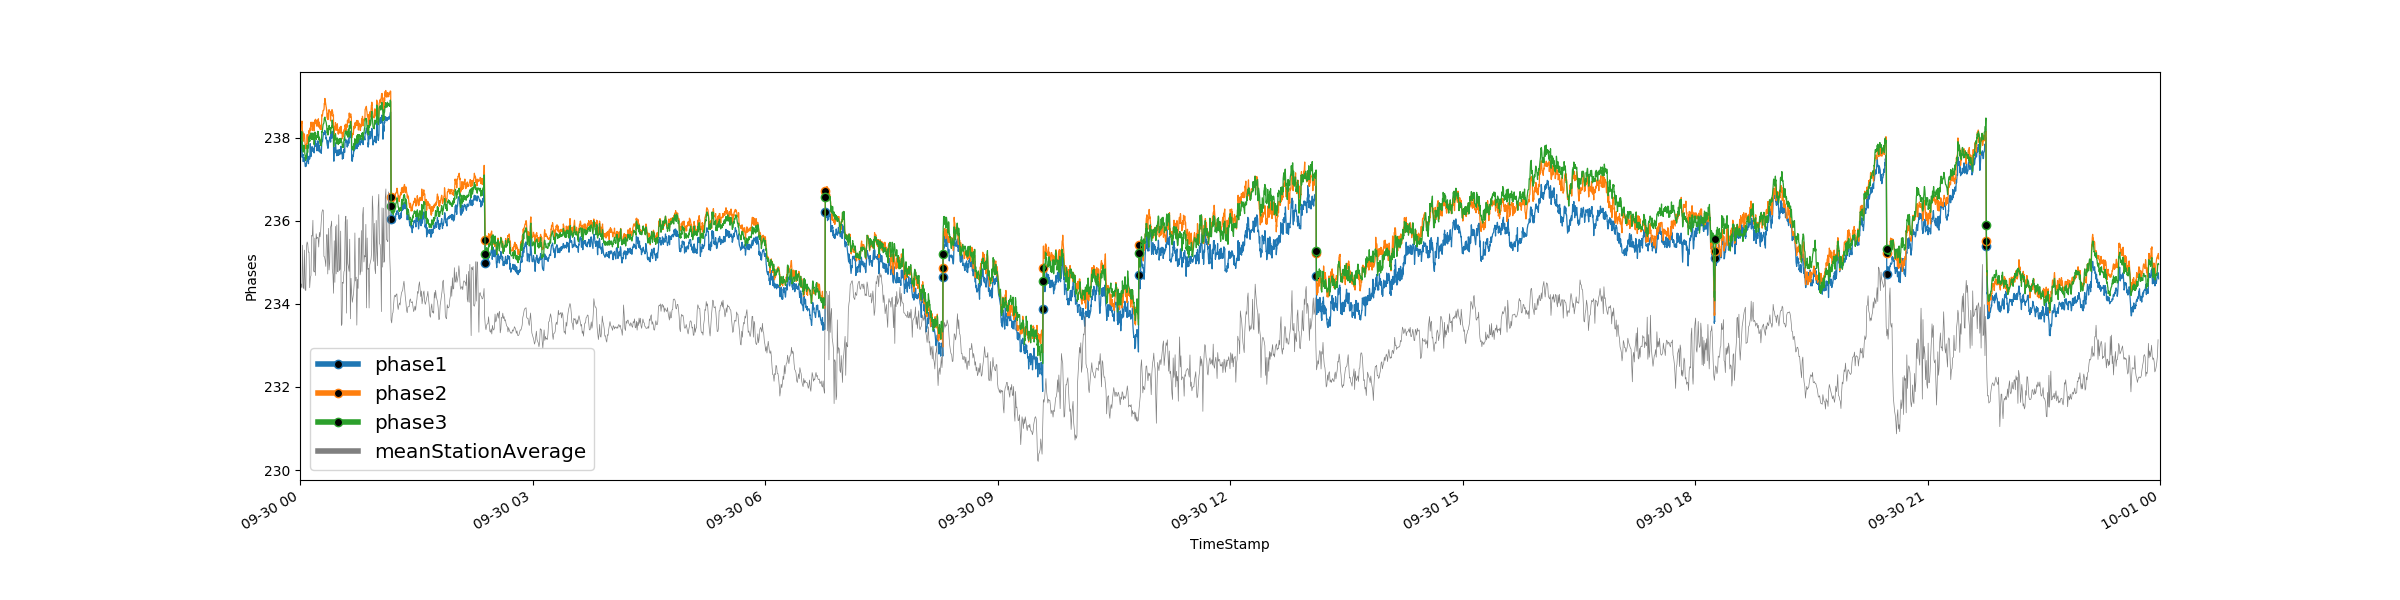 238
236
234
232
230
Phases
phase1
phase2
phase3
meanStationAverage
09-30 00
09-30 03
09-30 06
09-30 09
09-30 12
09-30 15
09-30 18
09-30 21
10-01 00
TimeStamp